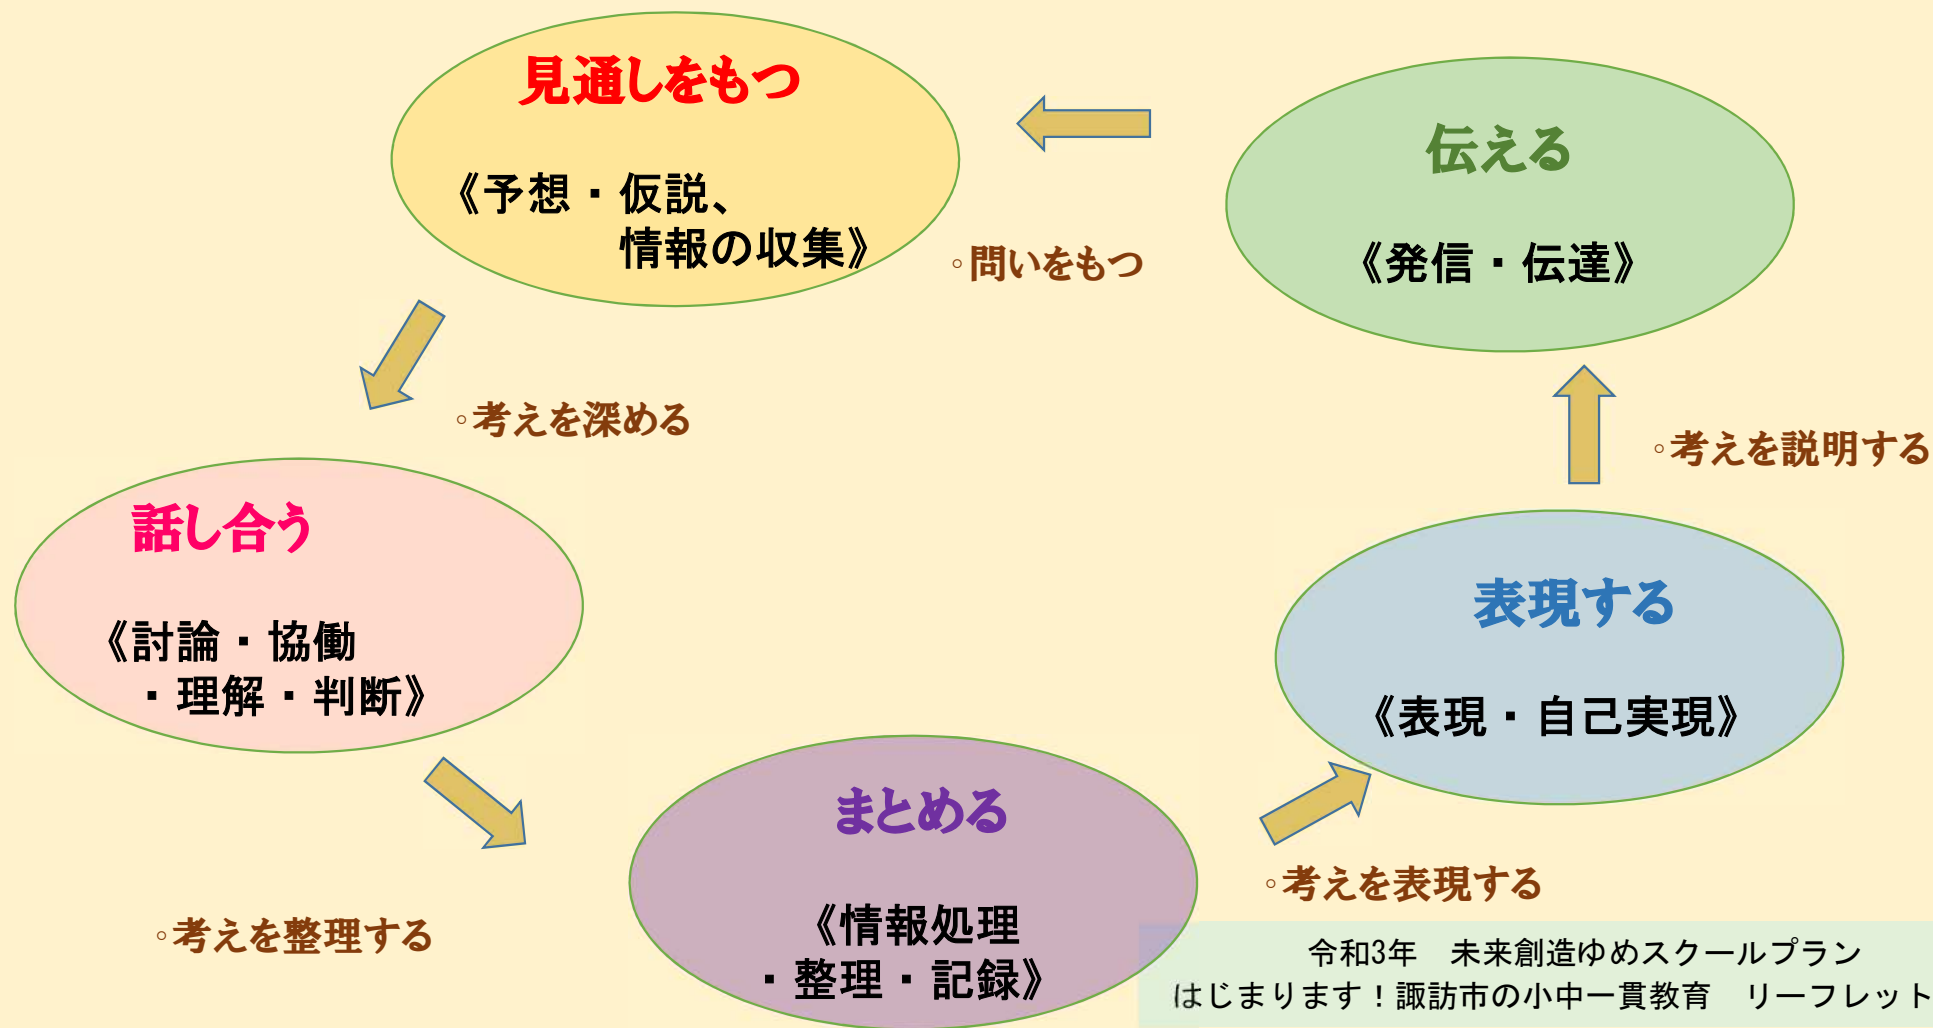 見通しをもつ
《予想・仮説、
情報の収集》
伝える
《発信・伝達》
◦問いをもつ
◦考えを深める
◦考えを説明する
話し合う
《討論・協働
・理解・判断》
表現する
《表現・自己実現》
まとめる
《情報処理
・整理・記録》
◦考えを表現する
◦考えを整理する
令和3年　未来創造ゆめスクールプラン
はじまります！諏訪市の小中一貫教育　リーフレット